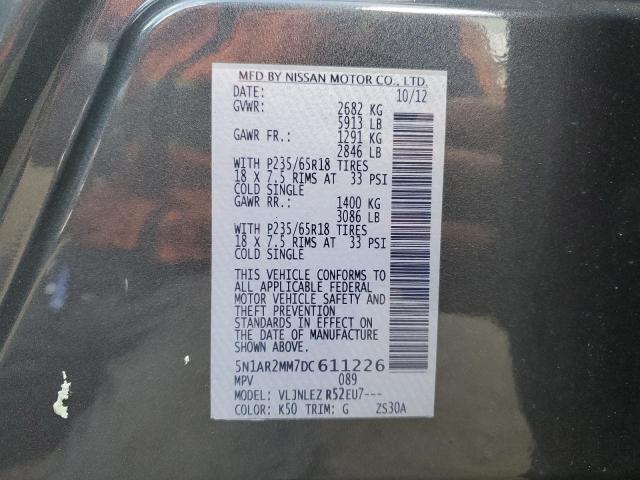 MFD BY NISSAN MOTOR CO., LTD.
DATE: 10/12
GVWR: 2682 KG
5913 LB
GAWR FR.: 1291 KG
2846 LB
WITH P235/65R18 TIRES
18 X 7.5 RIMS AT 33 PSI
COLD SINGLE
GAWR RR.: 1400 KG
3086 LB
WITH P235/65R18 TIRES
18 X 7.5 RIMS AT 33 PSI
COLD SINGLE
THIS VEHICLE CONFORMS TO
ALL APPLICABLE FEDERAL
MOTOR VEHICLE SAFETY AND
THEFT PREVENTION
STANDARDS IN EFFECT ON
THE DATE OF MANUFACTURE
SHOWN ABOVE.
5N1AR2MM7DC611226
MPV 089
MODEL: VLJNLEZ R52EU7---
COLOR: K50 TRIM: G ZS30A